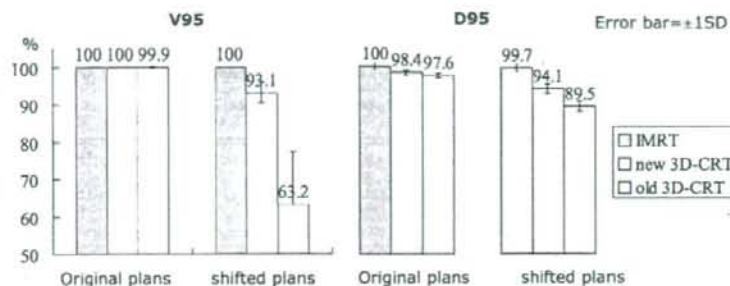 V95
D95
Error bar=±1SD
%
100 100 99.9
100
93.1
63.2
100
98.4
97.6
99.7
94.1
89.5
100
90
80
70
60
50
IMRT
new 3D-CRT
old 3D-CRT
Original plans
shifted plans
Original plans
shifted plans